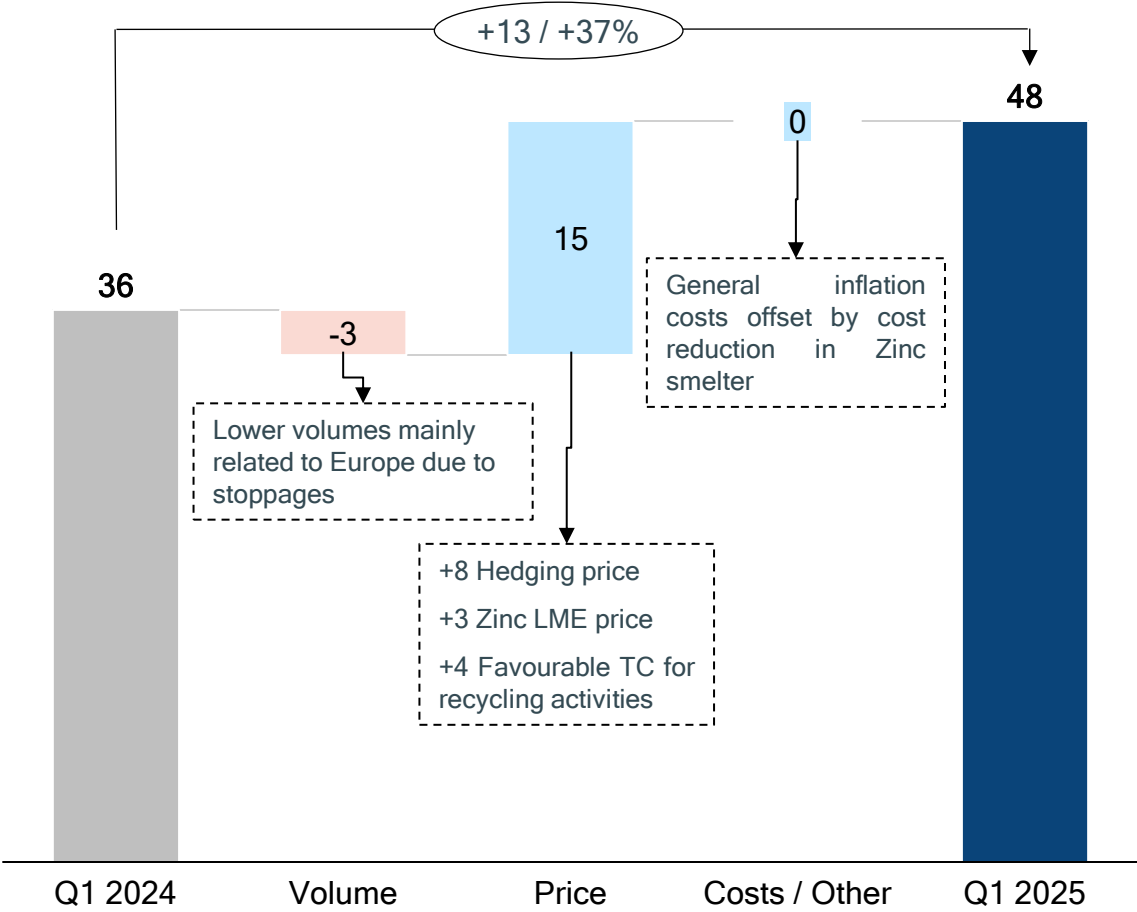 +13 / +37%
48
0
15
36
-3
General inflation
costs offset by cost
reduction in Zinc
smelter
Lower volumes mainly
related to Europe due to
stoppages
+8 Hedging price
+3 Zinc LME price
+4 Favourable TC for
recycling activities
Q1 2024
Volume
Price
Costs / Other
Q1 2025